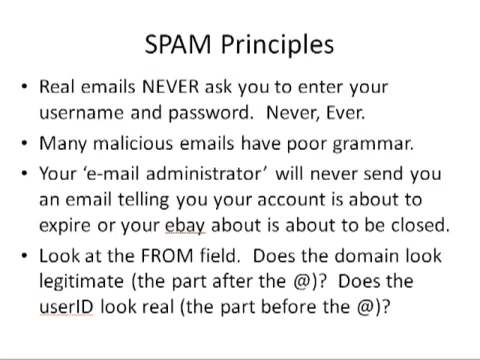 SPAM Principles
• Real emails NEVER ask you to enter your
username and password.  Never, Ever.
• Many malicious emails have poor grammar.
• Your ‘e-mail administrator’ will never send you
an email telling you your account is about to
expire or your ebay about is about to be closed.
• Look at the FROM field.  Does the domain look
legitimate (the part after the @)?  Does the
userID look real (the part before the @)?